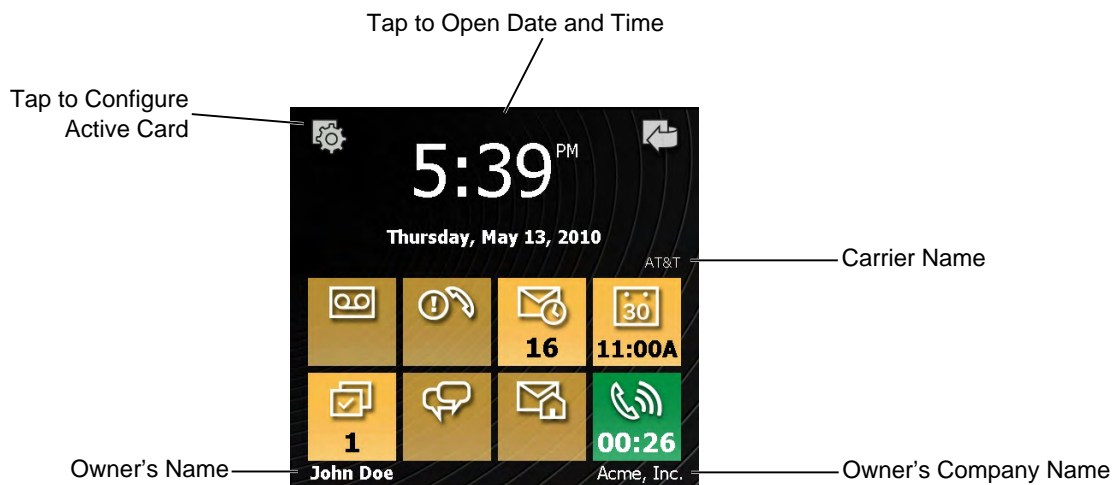 Tap to Open Date and Time
Tap to Configure
Active Card
5:39 PM
Thursday, May 13, 2010
AT&T
Carrier Name
30
16
11:00A
1
00:26
Owner's Name
John Doe
Acme, Inc.
Owner's Company Name